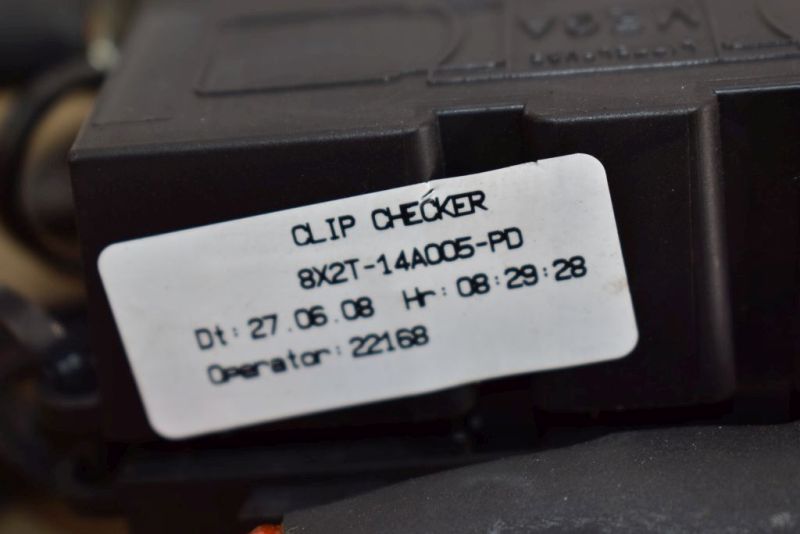 CLIP CHECKER
8X2T-14A005-PD
Dt: 27.06.08 Hr: 08:29:28
Operator: 22168